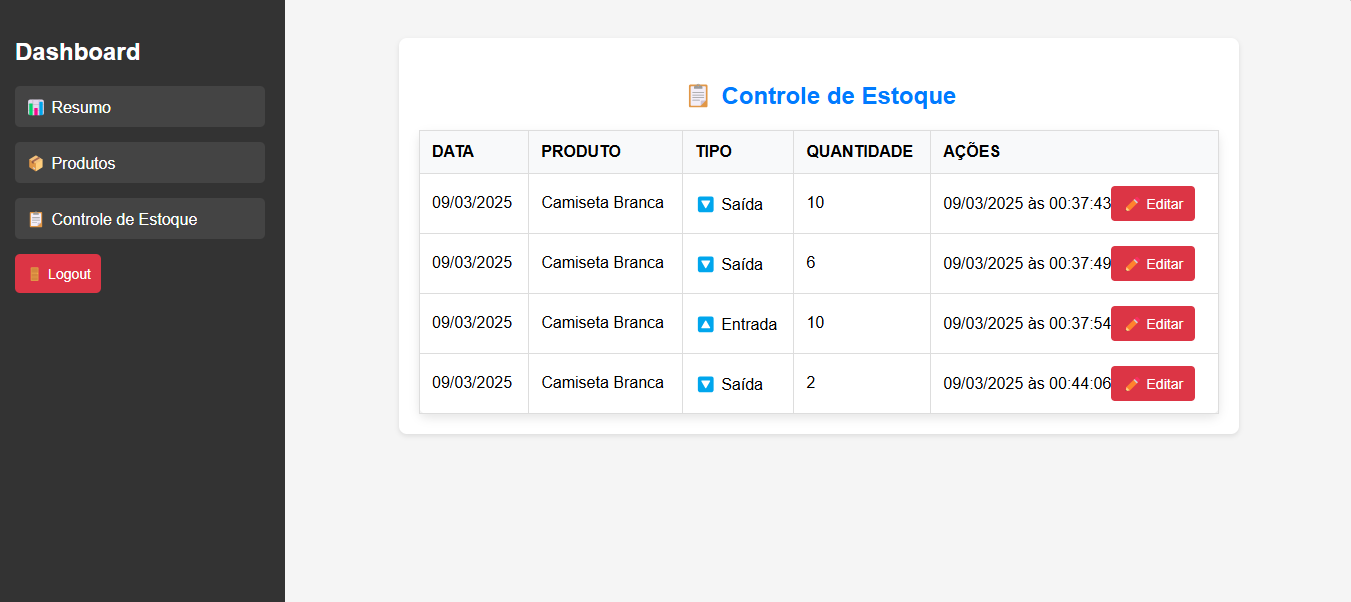 Dashboard
Resumo
Produtos
Controle de Estoque
Logout
Controle de Estoque
DATA PRODUTO TIPO QUANTIDADE AÇÕES
09/03/2025 Camiseta Branca Saída 10 09/03/2025 às 00:37:43 Editar
09/03/2025 Camiseta Branca Saída 6 09/03/2025 às 00:37:49 Editar
09/03/2025 Camiseta Branca Entrada 10 09/03/2025 às 00:37:54 Editar
09/03/2025 Camiseta Branca Saída 2 09/03/2025 às 00:44:06 Editar